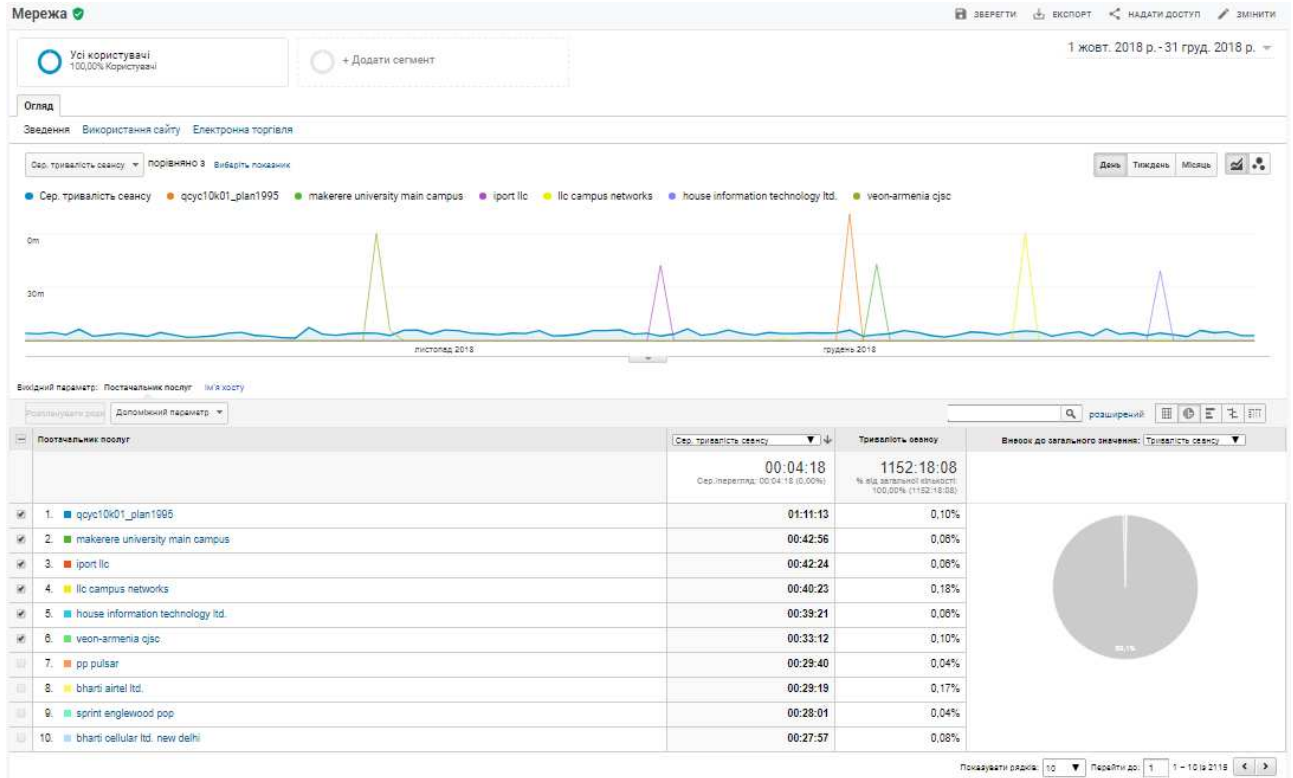 Мережа
ЗБЕРЕГТИ ЕКСПОРТ НАДАТИ ДОСТУП ЗМІНИТИ
Усі користувачі
100,00% Користувачі
+ Додати сегмент
1 жовт. 2018 р. - 31 груд. 2018 р.
Огляд
Зведення Використання сайту Електронна торгівля
Сер. тривалість сеансу порівняно з Виберіть показник
День Тиждень Місяць
Сер. тривалість сеансу qcyc10k01_plan1995 makerere university main campus iport llc llc campus networks house information technology ltd. veon-armenia cjsc
0m
30m
листопад 2018 грудень 2018
Вихідний параметр: Постачальник послуг Ім'я хосту
Допоміжний параметр
розширений
Постачальник послуг Сер. тривалість сеансу Тривалість сеансу Внесок до загального значення: Тривалість сеансу
00:04:18 1152:18:08
Сер./перегляд: 00:04:18 (0,00%) % від загальної кількості:
100,00% (1152:18:08)
1. qcyc10k01_plan1995 01:11:13 0,10%
2. makerere university main campus 00:42:56 0,06%
3. iport llc 00:42:24 0,06%
4. llc campus networks 00:40:23 0,18%
5. house information technology ltd. 00:39:21 0,06%
6. veon-armenia cjsc 00:33:12 0,10%
7. pp pulsar 00:29:40 0,04%
8. bharti airtel ltd. 00:29:19 0,17%
9. sprint englewood pop 00:28:01 0,04%
10. bharti cellular ltd. new delhi 00:27:57 0,08%
Показувати рядків: 10 Перейти до: 1 1 – 10 із 2115